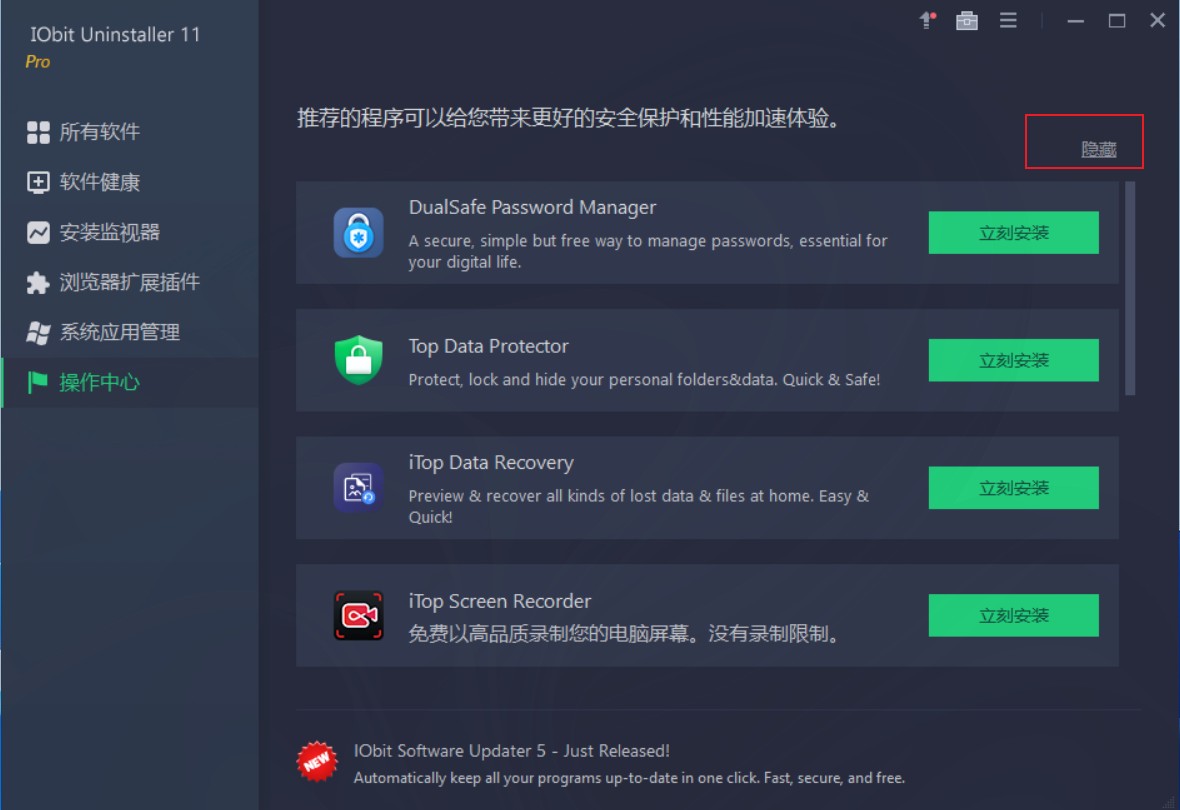 IObit Uninstaller 11
Pro
所有软件
软件健康
安装监视器
浏览器扩展插件
系统应用管理
操作中心
推荐的程序可以给您带来更好的安全保护和性能加速体验。
隐藏
DualSafe Password Manager
A secure, simple but free way to manage passwords, essential for
your digital life.
立刻安装
Top Data Protector
Protect, lock and hide your personal folders&data. Quick & Safe!
立刻安装
iTop Data Recovery
Preview & recover all kinds of lost data & files at home. Easy &
Quick!
立刻安装
iTop Screen Recorder
免费以高品质录制您的电脑屏幕。没有录制限制。
立刻安装
NEW
IObit Software Updater 5 - Just Released!
Automatically keep all your programs up-to-date in one click. Fast, secure, and free.